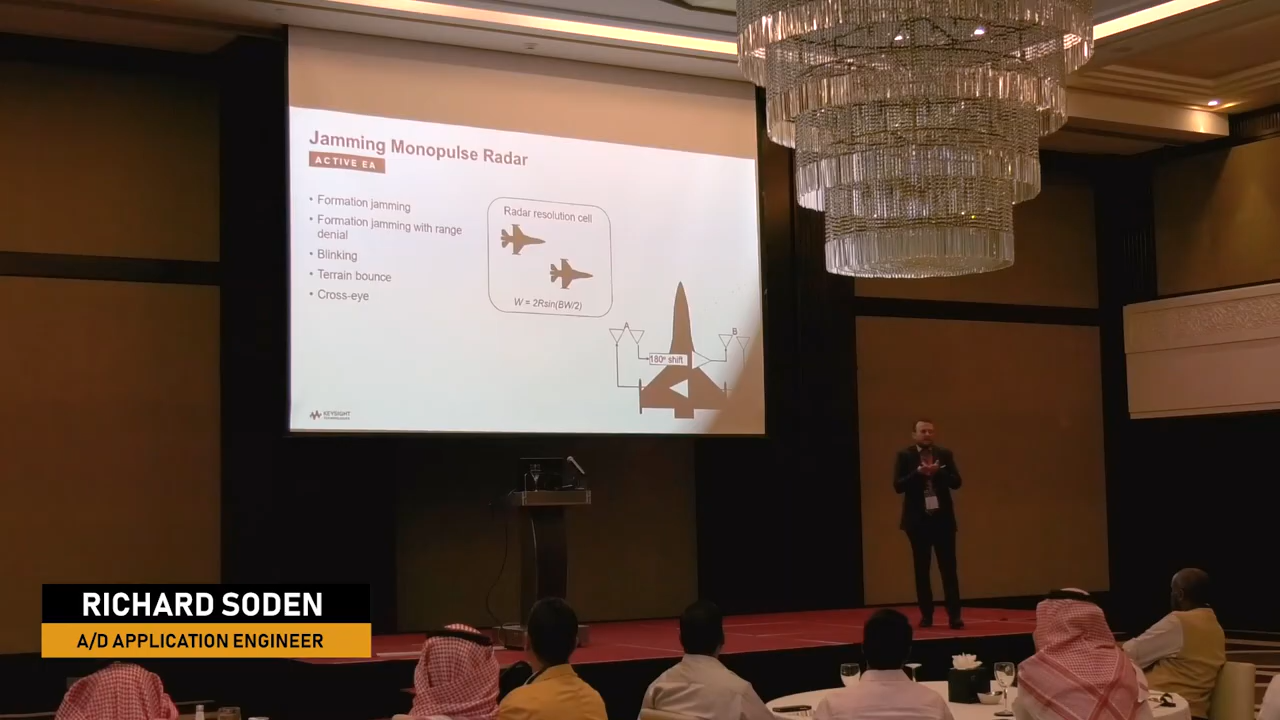 Jamming Monopulse Radar
ACTIVE EA
• Formation jamming
• Formation jamming with range
denial
• Blinking
• Terrain bounce
• Cross-eye
Radar resolution cell
W = 2Rsin(BW/2)
A
B
180° shift
KEYSIGHT
RICHARD SODEN
A/D APPLICATION ENGINEER